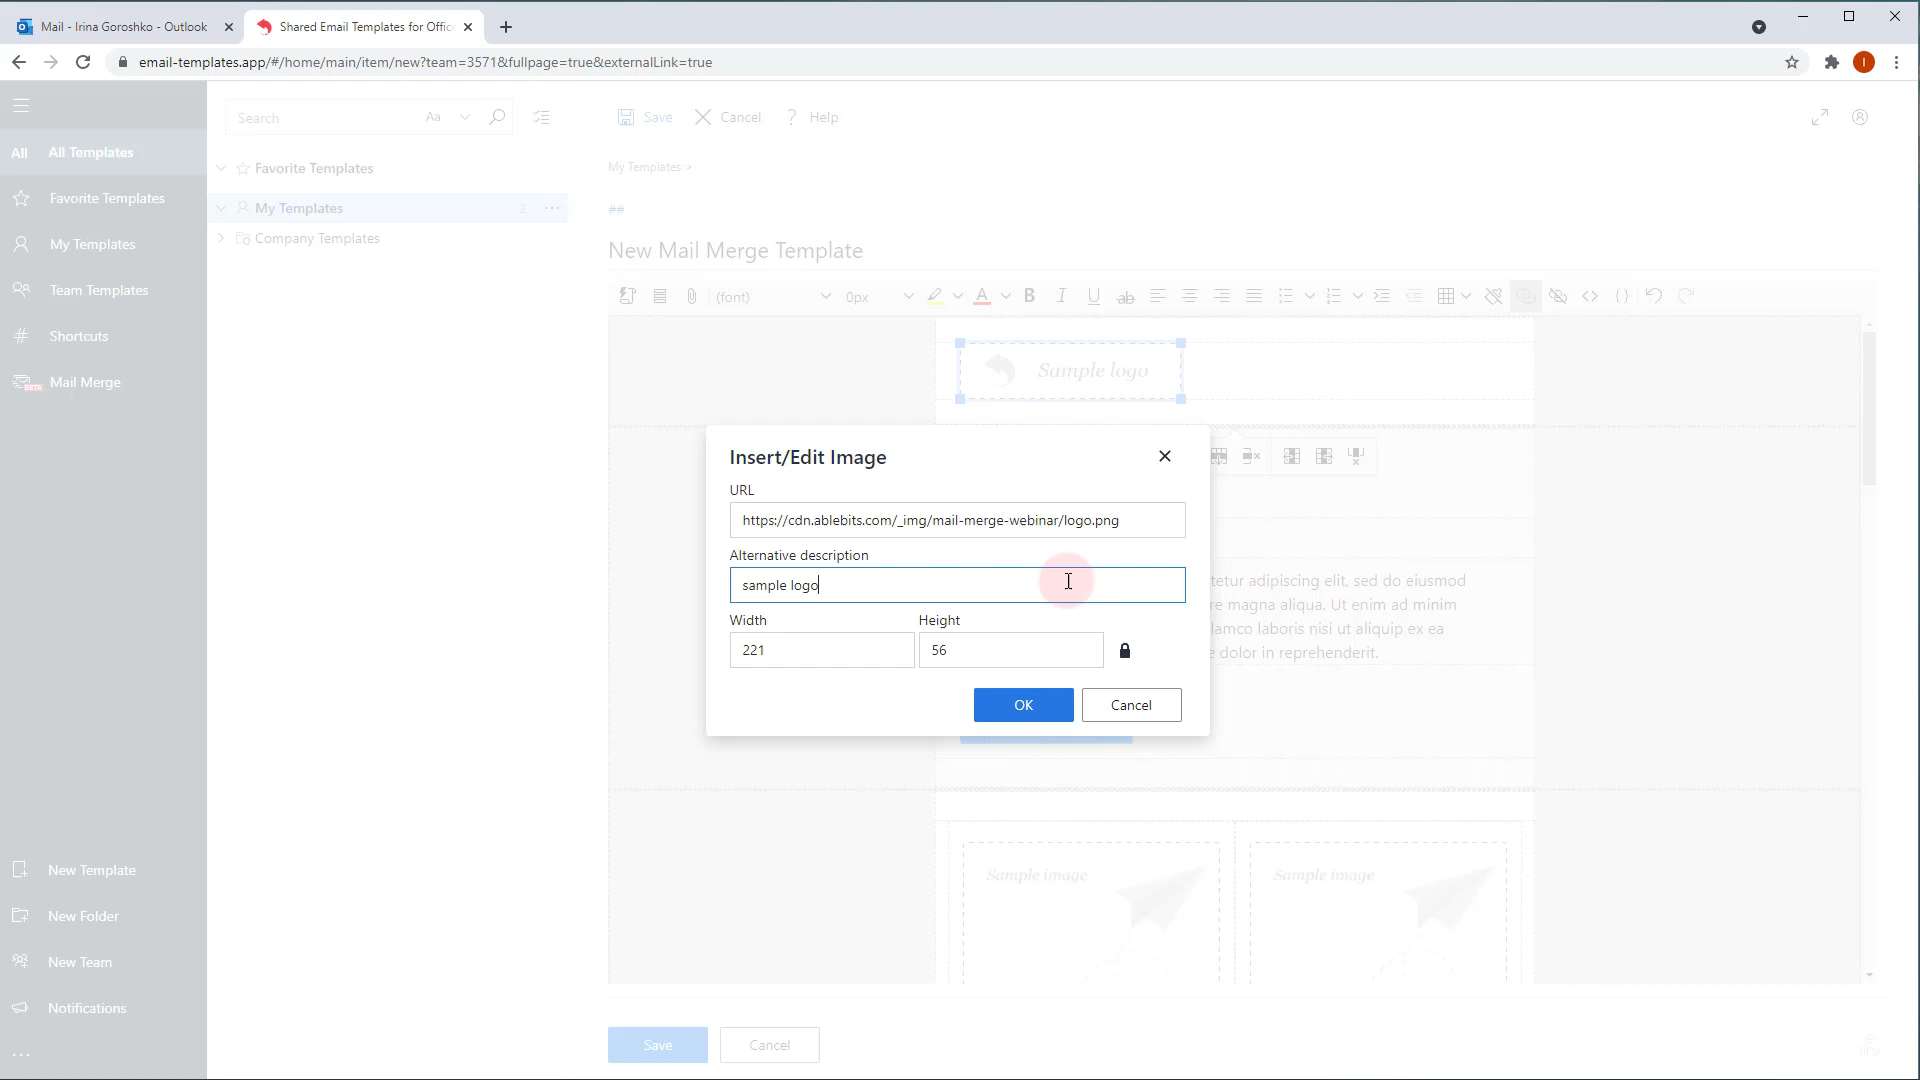 Mail - Irina Goroshko - Outlook
Shared Email Templates for Office
email-templates.app/#/home/main/item/new?team=3571&fullpage=true&externalLink=true
I
Search
Aa
Save
Cancel
? Help
All All Templates
Favorite Templates
My Templates
Team Templates
Shortcuts
BETA Mail Merge
Favorite Templates
My Templates 2 ...
Company Templates
My Templates >
##
New Mail Merge Template
(font) 0px A B I U ab
Sample logo
Insert/Edit Image
URL
https://cdn.ablebits.com/_img/mail-merge-webinar/logo.png
Alternative description
sample logo
Width Height
221 56
OK Cancel
tetur adipiscing elit, sed do eiusmod
re magna aliqua. Ut enim ad minim
lamco laboris nisi ut aliquip ex ea
e dolor in reprehenderit.
Sample image Sample image
New Template
New Folder
New Team
Notifications
...
Save Cancel